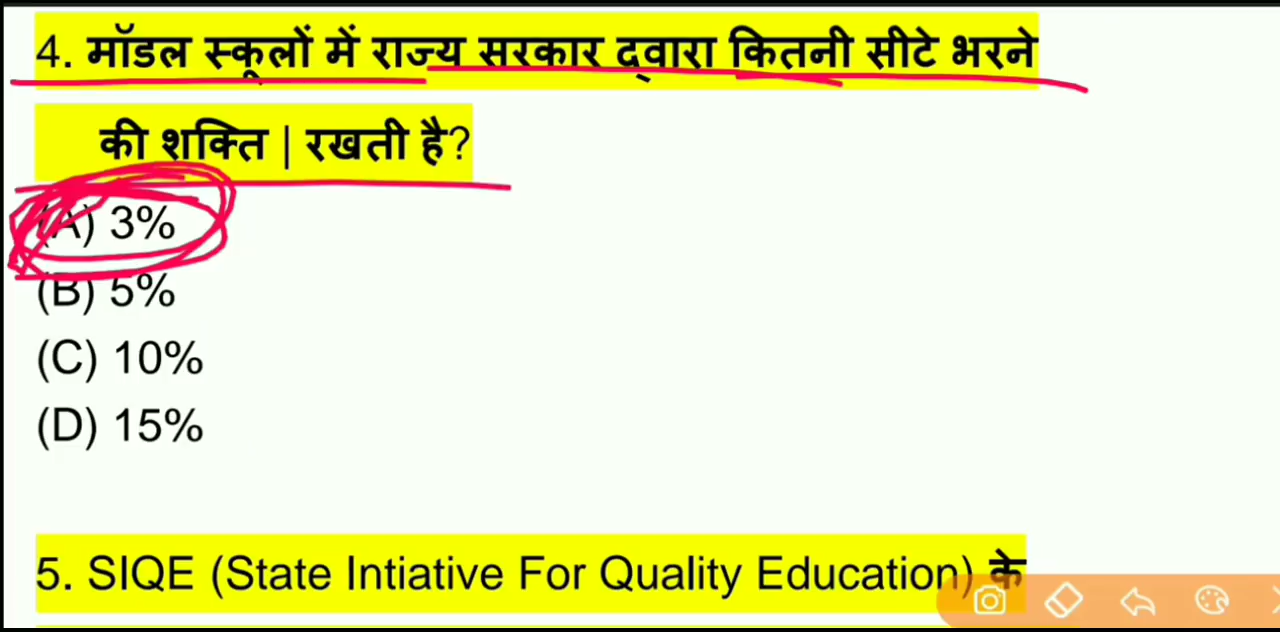 4. मॉडल स्कूलों में राज्य सरकार द्वारा कितनी सीटे भरने
की शक्ति | रखती है?
(A) 3%
(B) 5%
(C) 10%
(D) 15%
5. SIQE (State Intiative For Quality Education) के